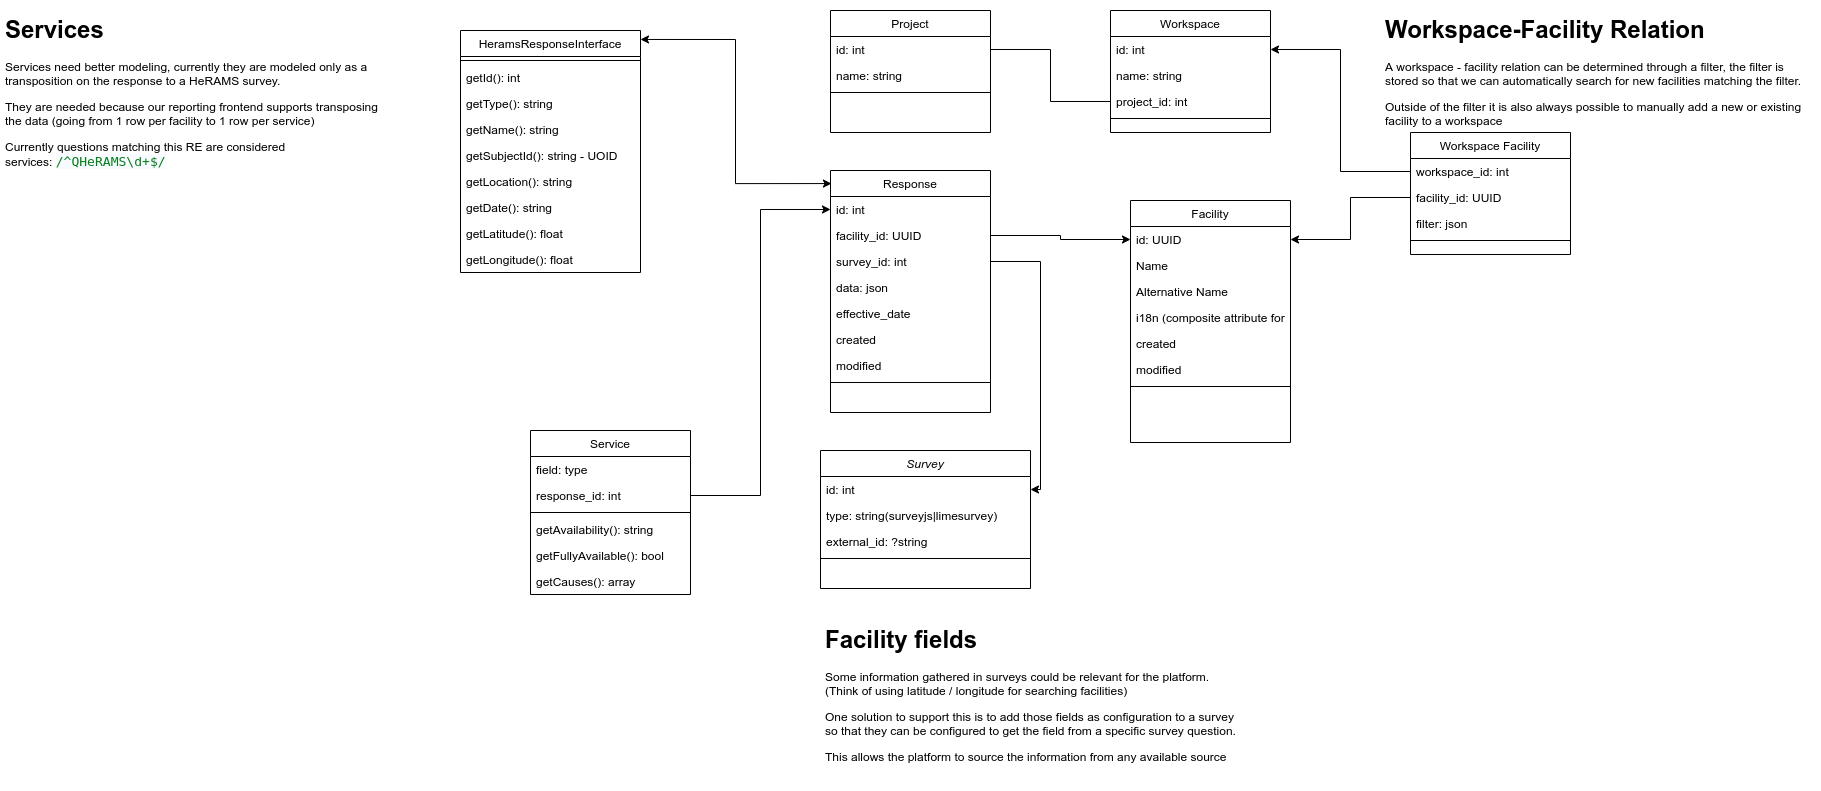 Services
Services need better modeling, currently they are modeled only as a
transposition on the response to a HeRAMS survey.
They are needed because our reporting frontend supports transposing
the data (going from 1 row per facility to 1 row per service)
Currently questions matching this RE are considered
services: /^QHeRAMS\d+$/
HeramsResponseInterface
getId(): int
getType(): string
getName(): string
getSubjectId(): string - UOID
getLocation(): string
getDate(): string
getLatitude(): float
getLongitude(): float
Project
id: int
name: string
Workspace
id: int
name: string
project_id: int
Workspace-Facility Relation
A workspace - facility relation can be determined through a filter, the filter is
stored so that we can automatically search for new facilities matching the filter.
Outside of the filter it is also always possible to manually add a new or existing
facility to a workspace
Workspace Facility
workspace_id: int
facility_id: UUID
filter: json
Response
id: int
facility_id: UUID
survey_id: int
data: json
effective_date
created
modified
Facility
id: UUID
Name
Alternative Name
i18n (composite attribute for
created
modified
Service
field: type
response_id: int
getAvailability(): string
getFullyAvailable(): bool
getCauses(): array
Survey
id: int
type: string(surveyjs|limesurvey)
external_id: ?string
Facility fields
Some information gathered in surveys could be relevant for the platform.
(Think of using latitude / longitude for searching facilities)
One solution to support this is to add those fields as configuration to a survey
so that they can be configured to get the field from a specific survey question.
This allows the platform to source the information from any available source